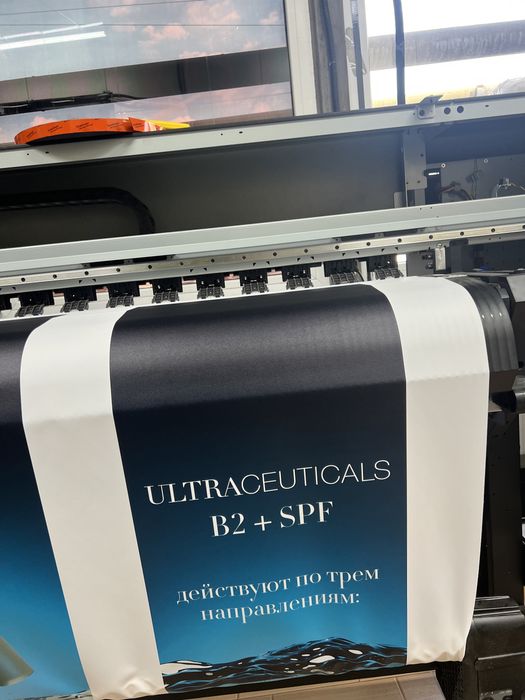 ULTRACEUTICALS
B2 + SPF
действуют по трем
направлениям: